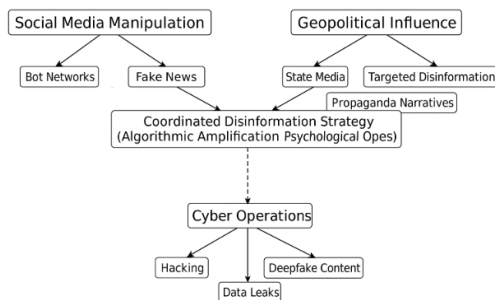 Social Media Manipulation
Geopolitical Influence
Bot Networks
Fake News
State Media
Targeted Disinformation
Propaganda Narratives
Coordinated Disinformation Strategy
(Algorithmic Amplification Psychological Opes)
Cyber Operations
Hacking
Deepfake Content
Data Leaks